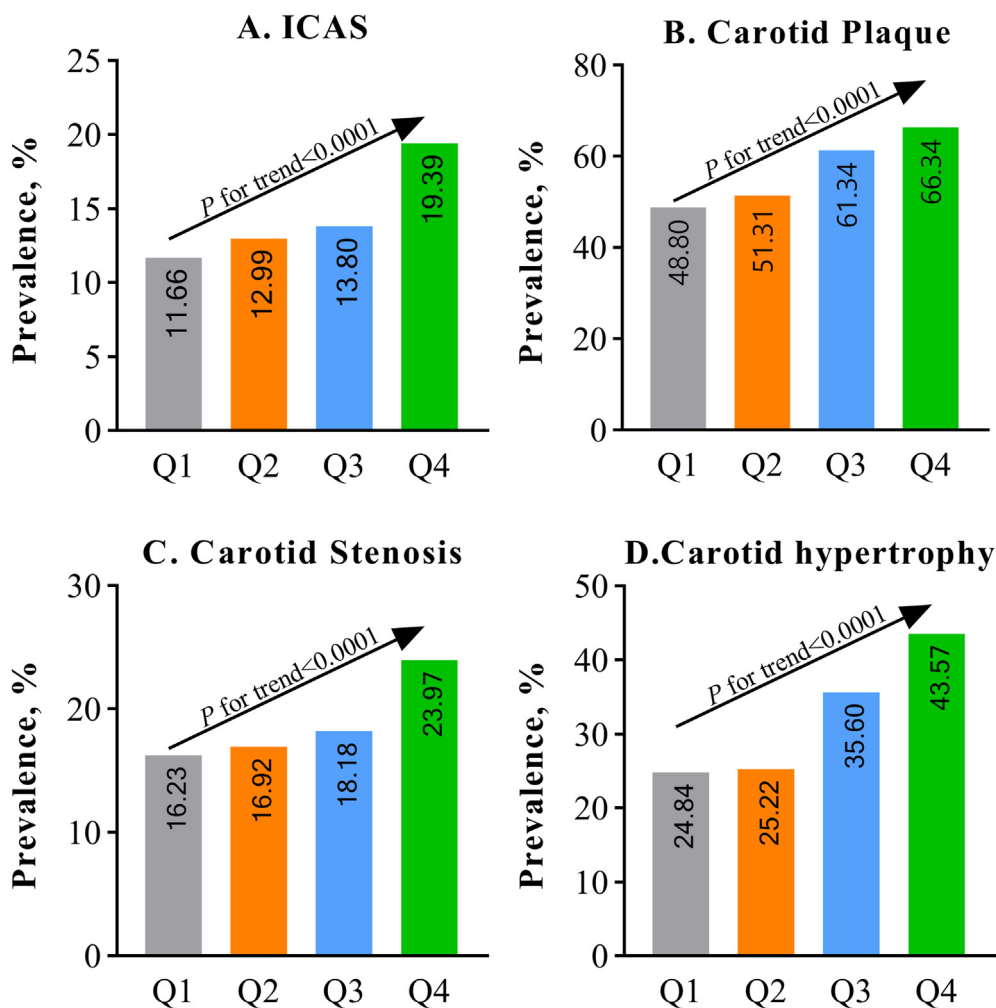 A. ICAS
Prevalence, %
25
20
15
10
5
0
P for trend<0.0001
11.66
12.99
13.80
19.39
Q1 Q2 Q3 Q4
B. Carotid Plaque
Prevalence, %
80
60
40
20
0
P for trend<0.0001
48.80
51.31
61.34
66.34
Q1 Q2 Q3 Q4
C. Carotid Stenosis
Prevalence, %
30
20
10
0
P for trend<0.0001
16.23
16.92
18.18
23.97
Q1 Q2 Q3 Q4
D.Carotid hypertrophy
Prevalence, %
50
40
30
20
10
0
P for trend<0.0001
24.84
25.22
35.60
43.57
Q1 Q2 Q3 Q4